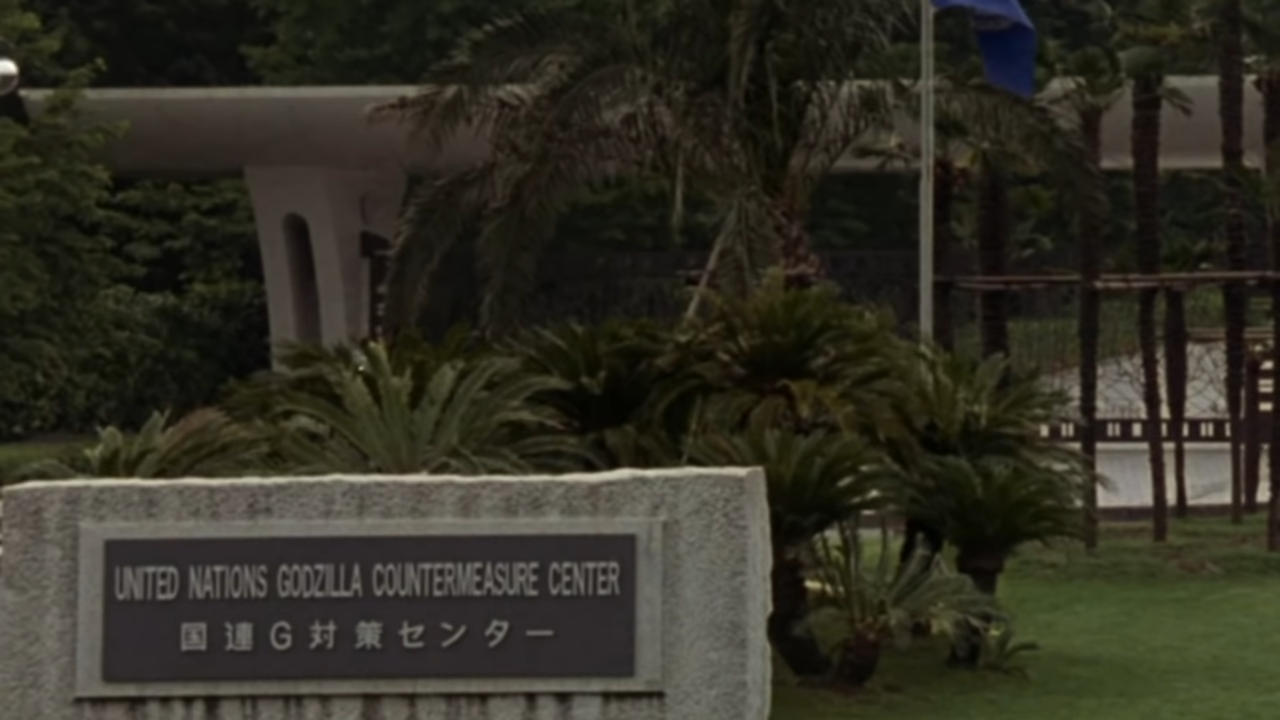 UNITED NATIONS GODZILLA COUNTERMEASURE CENTER
国連G対策センター